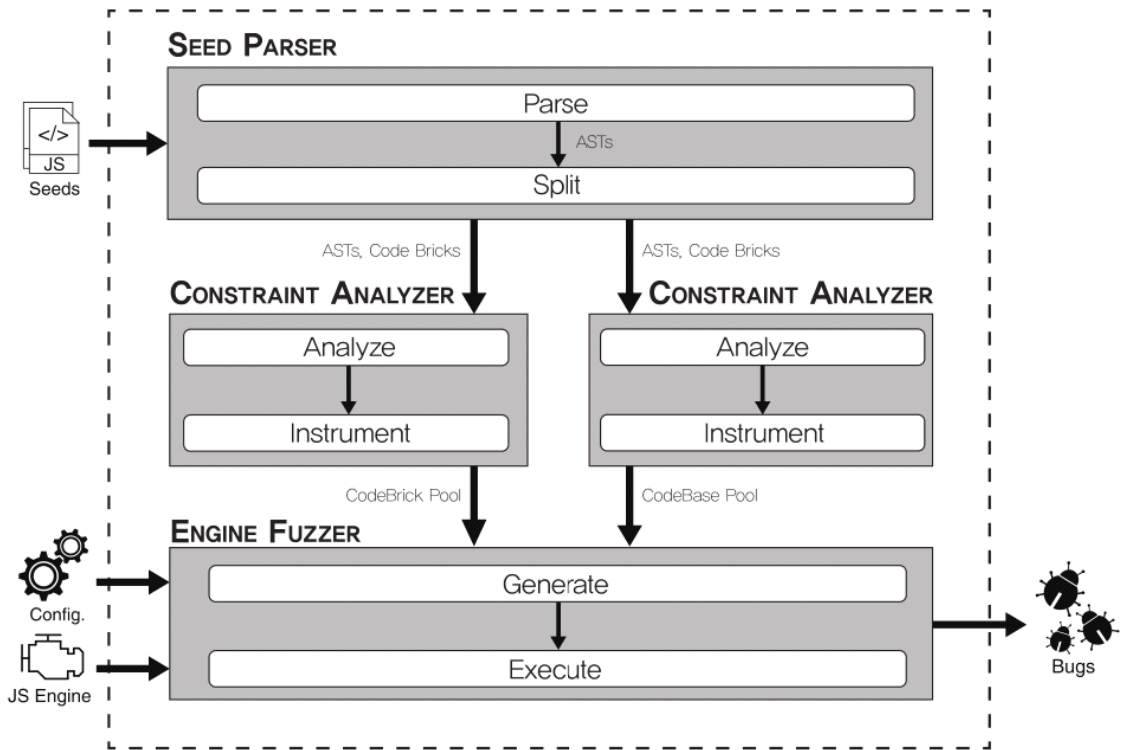 SEED PARSER
Parse
ASTs
Split
</>
JS
Seeds
ASTs, Code Bricks
ASTs, Code Bricks
CONSTRAINT ANALYZER
CONSTRAINT ANALYZER
Analyze
Analyze
Instrument
Instrument
CodeBrick Pool
CodeBase Pool
ENGINE FUZZER
Generate
Execute
Config.
JS Engine
Bugs